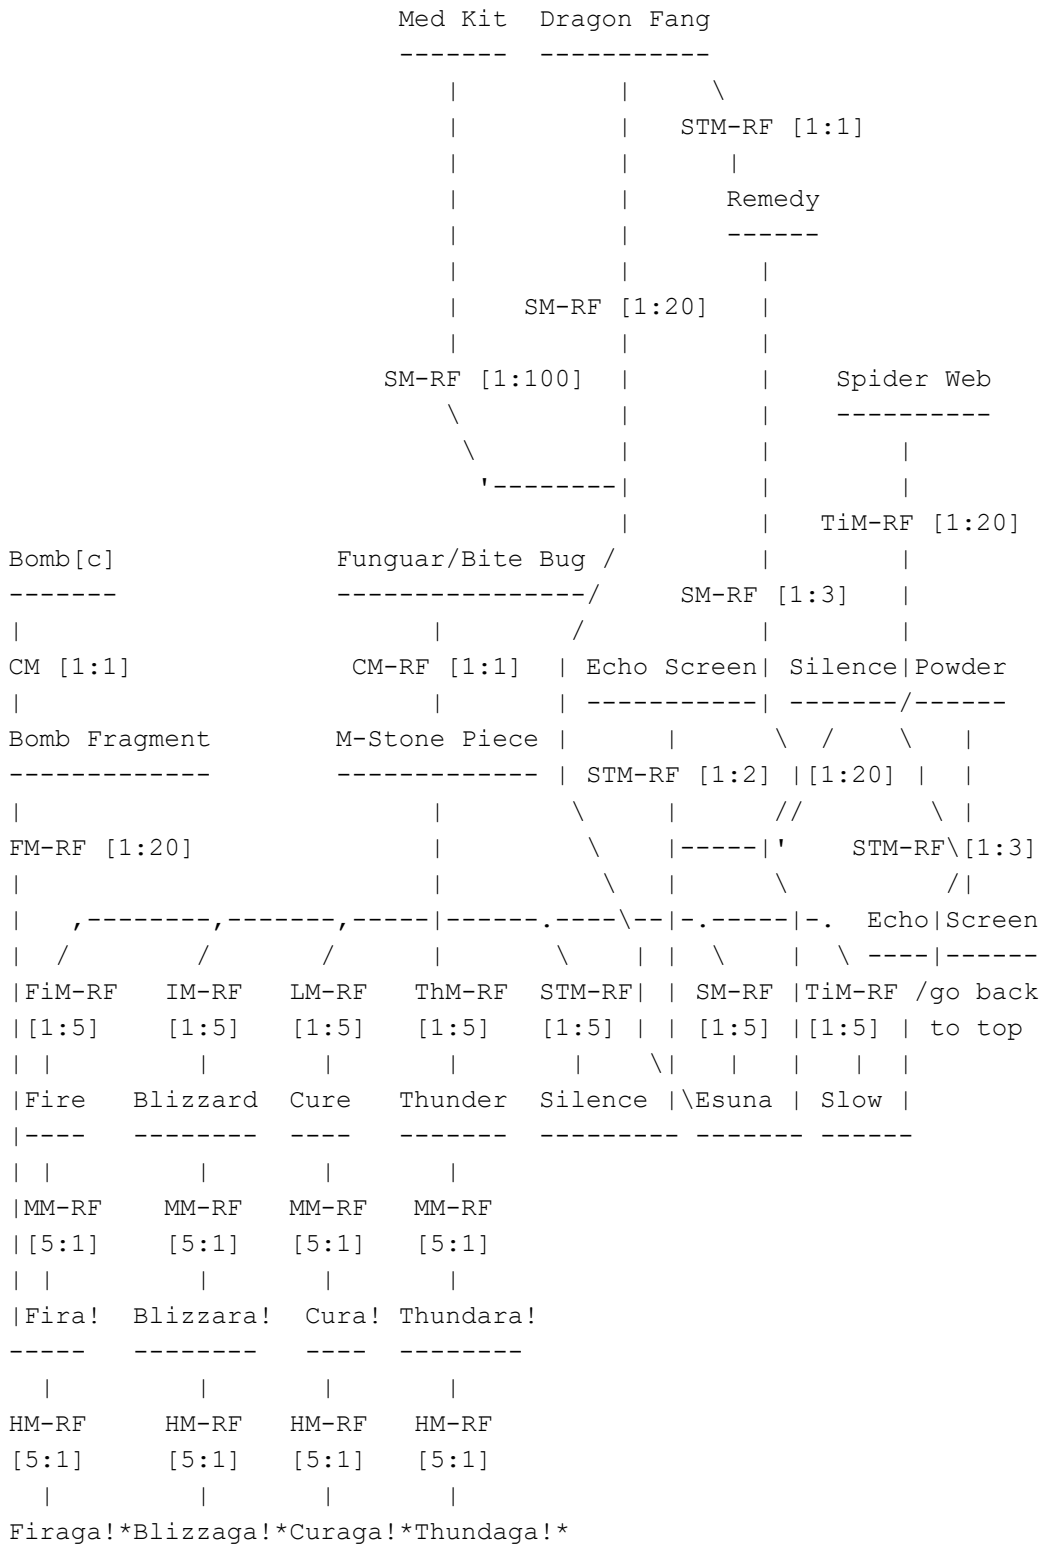 Med Kit  Dragon Fang
                          -------  -----------
                             |          |     \
                             |          |   STM-RF [1:1]
                             |          |      |
                             |          |      Remedy
                             |          |      ------
                             |          |        |
                             |    SM-RF [1:20]   |
                             |          |        |
                         SM-RF [1:100]  |        |    Spider Web
                             \          |        |    ----------
                              \         |        |        |
                               '--------|        |        |
                                        |        |   TiM-RF [1:20]
Bomb[c]               Funguar/Bite Bug /         |        |
-------               ----------------/     SM-RF [1:3]   |
|                           |        /           |        |
CM [1:1]               CM-RF [1:1]  | Echo Screen| Silence|Powder
|                           |       | -----------| -------/------
Bomb Fragment         M-Stone Piece |      |      \  /    \   |
-------------         ------------- | STM-RF [1:2] |[1:20] |  |
|                           |        \     |      //        \ |
FM-RF [1:20]                |         \    |-----|'    STM-RF\[1:3]
|                           |          \   |      \          /|
|   ,--------,-------,-----|------.----\--|-.-----|-.  Echo|Screen
|  /        /       /       |       \    | |  \    |  \ ----|------
|FiM-RF   IM-RF   LM-RF   ThM-RF  STM-RF| | SM-RF |TiM-RF /go back
|[1:5]    [1:5]   [1:5]   [1:5]   [1:5] | | [1:5] |[1:5] | to top
| |         |       |       |       |    \|   |   |   |  |
|Fire   Blizzard  Cure   Thunder  Silence |\Esuna | Slow |
|----   --------  ----   -------  --------- ------- ------
| |         |       |       |
|MM-RF    MM-RF   MM-RF   MM-RF
|[5:1]    [5:1]   [5:1]   [5:1]
| |         |       |       |
|Fira!  Blizzara!  Cura! Thundara!
-----   --------   ----  --------
  |         |       |       |
HM-RF     HM-RF   HM-RF   HM-RF
[5:1]     [5:1]   [5:1]   [5:1]
  |         |       |       |
Firaga!*Blizzaga!*Curaga!*Thundaga!*